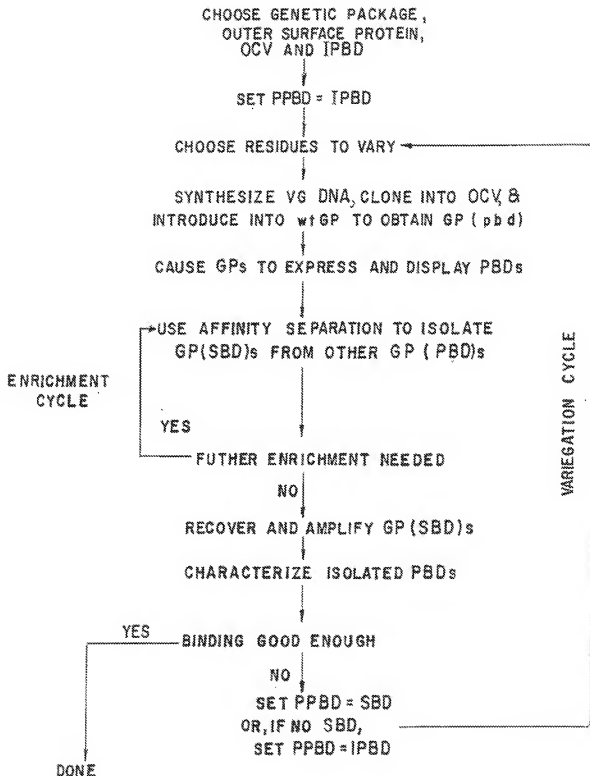 CHOOSE GENETIC PACKAGE,
OUTER SURFACE PROTEIN,
OCV AND IPBD
SET PPBD = IPBD
CHOOSE RESIDUES TO VARY
SYNTHESIZE VG DNA, CLONE INTO OCV, &
INTRODUCE INTO wtGP TO OBTAIN GP (pbd)
CAUSE GPs TO EXPRESS AND DISPLAY PBDs
USE AFFINITY SEPARATION TO ISOLATE
GP(SBD)s FROM OTHER GP (PBD)s
ENRICHMENT
CYCLE
YES
FUTHER ENRICHMENT NEEDED
NO
RECOVER AND AMPLIFY GP(SBD)s
CHARACTERIZE ISOLATED PBDs
YES
BINDING GOOD ENOUGH
NO
SET PPBD = SBD
OR, IF NO SBD,
SET PPBD = IPBD
DONE
VARIEGATION CYCLE